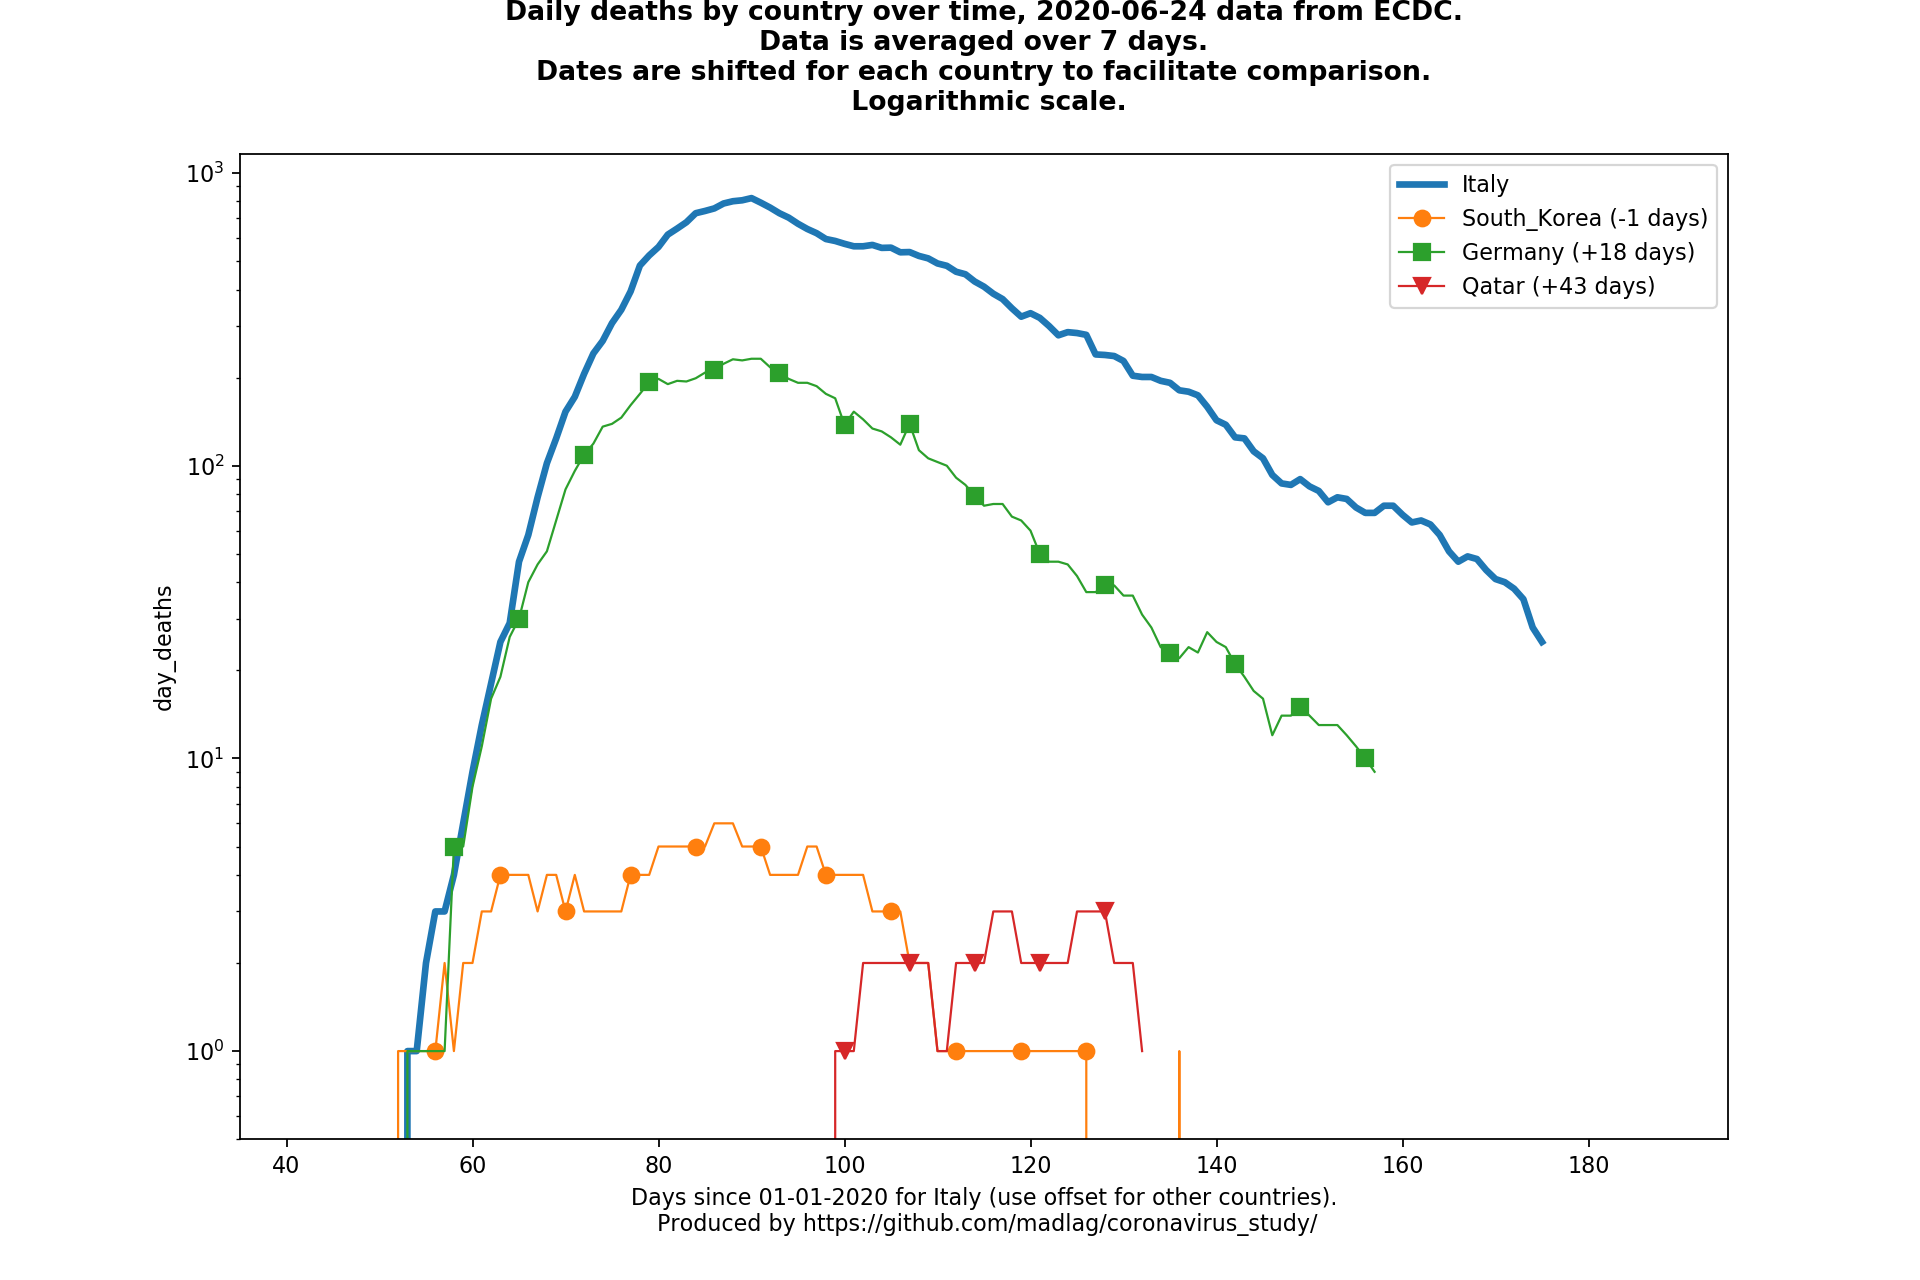 Daily deaths by country over time, 2020-06-24 data from ECDC.
Data is averaged over 7 days.
Dates are shifted for each country to facilitate comparison.
Logarithmic scale.
10³
10²
10¹
10⁰
day_deaths
Italy
South_Korea (-1 days)
Germany (+18 days)
Qatar (+43 days)
40 60 80 100 120 140 160 180
Days since 01-01-2020 for Italy (use offset for other countries).
Produced by https://github.com/madlag/coronavirus_study/